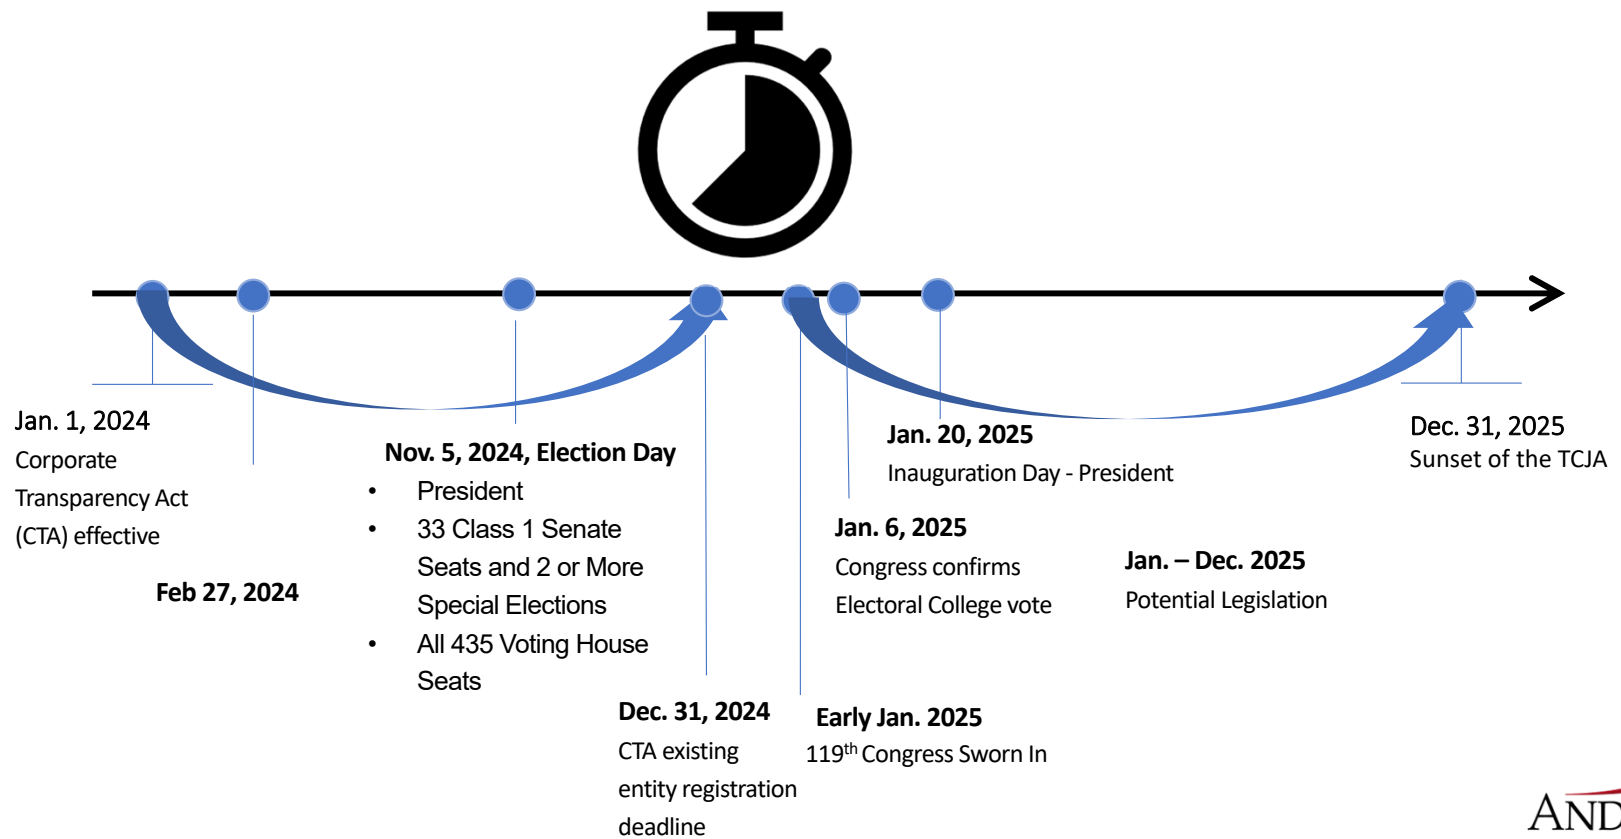 Jan. 1, 2024
Corporate
Transparency Act
(CTA) effective
Feb 27, 2024
Nov. 5, 2024, Election Day
• President
• 33 Class 1 Senate
Seats and 2 or More
Special Elections
• All 435 Voting House
Seats
Dec. 31, 2024
CTA existing
entity registration
deadline
Early Jan. 2025
119th Congress Sworn In
Jan. 6, 2025
Congress confirms
Electoral College vote
Jan. 20, 2025
Inauguration Day - President
Jan. – Dec. 2025
Potential Legislation
Dec. 31, 2025
Sunset of the TCJA
AND